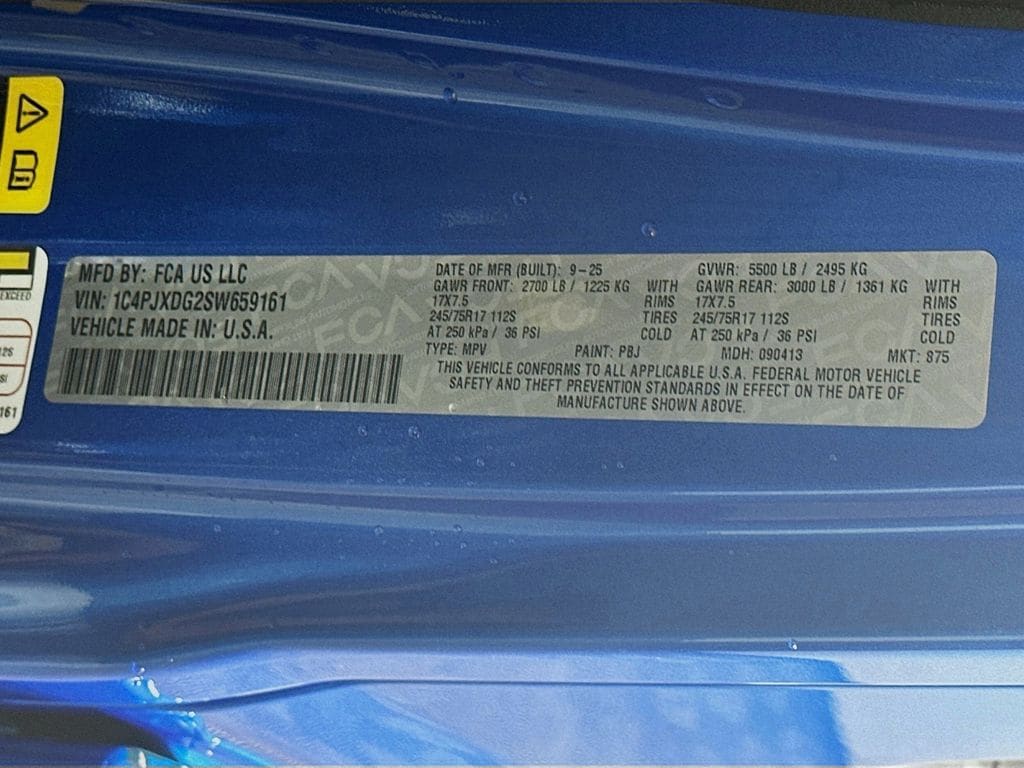 MFD BY: FCA US LLC
VIN: 1C4PJXDG2SW659161
VEHICLE MADE IN: U.S.A.
DATE OF MFR (BUILT): 9-25 GVWR: 5500 LB / 2495 KG
GAWR FRONT: 2700 LB / 1225 KG WITH GAWR REAR: 3000 LB / 1361 KG WITH
17X7.5 RIMS 17X7.5 RIMS
245/75R17 112S TIRES 245/75R17 112S TIRES
AT 250 kPa / 36 PSI COLD AT 250 kPa / 36 PSI COLD
TYPE: MPV PAINT: PBJ MDH: 090413 MKT: 875
THIS VEHICLE CONFORMS TO ALL APPLICABLE U.S.A. FEDERAL MOTOR VEHICLE
SAFETY AND THEFT PREVENTION STANDARDS IN EFFECT ON THE DATE OF
MANUFACTURE SHOWN ABOVE.
EXCEED
12S
SI
161